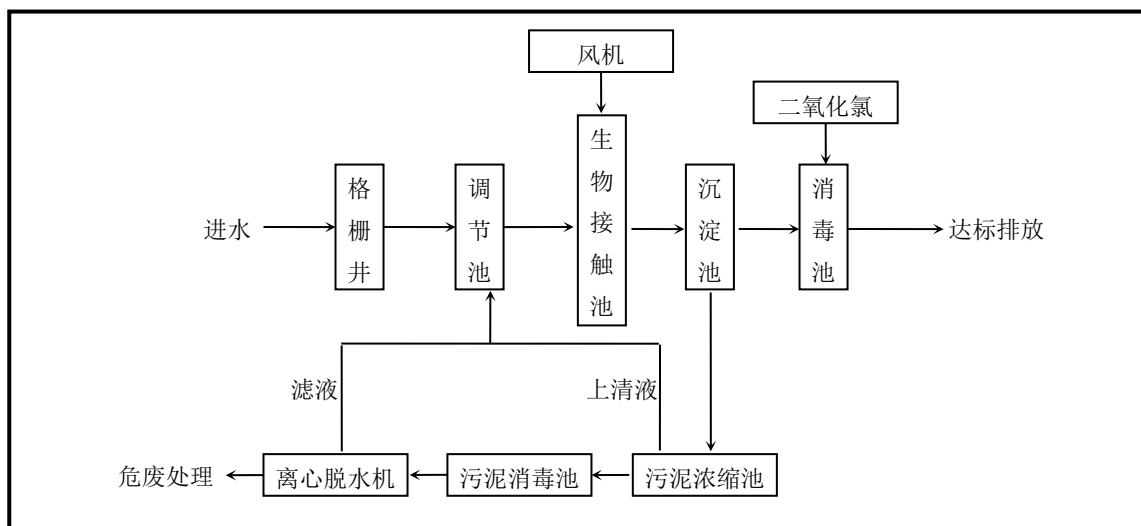 风机
二氧化氯
进水
格栅井
调节池
生物接触池
沉淀池
消毒池
达标排放
滤液
上清液
危废处理
离心脱水机
污泥消毒池
污泥浓缩池